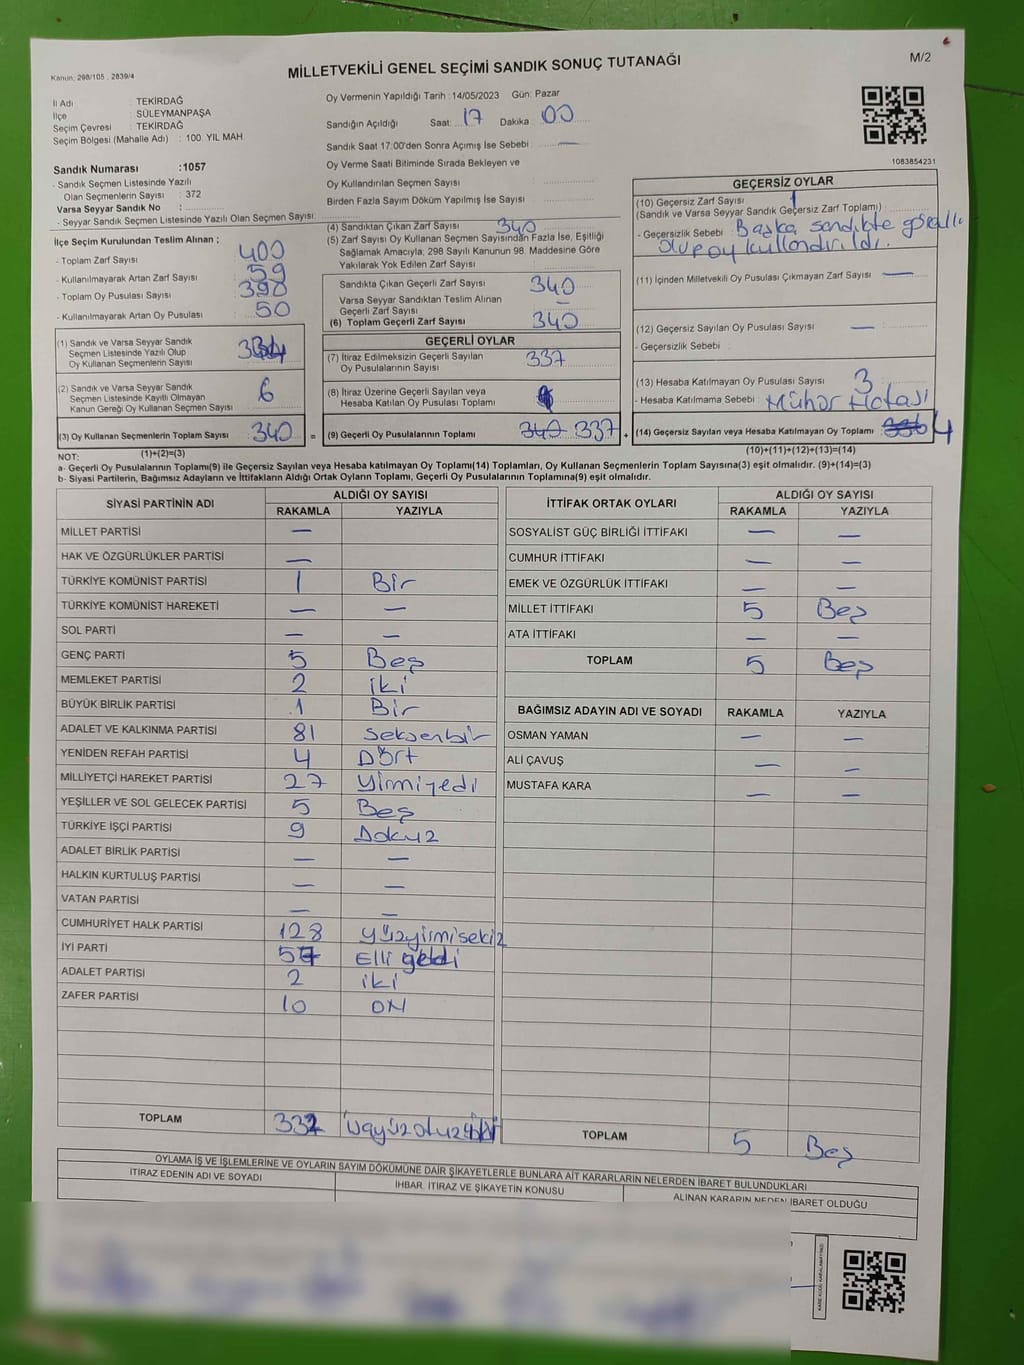 Kanun: 298/105 , 2839/4
MİLLETVEKİLİ GENEL SEÇİMİ SANDIK SONUÇ TUTANAĞI
M/2
İl Adı : TEKİRDAĞ
İlçe : SÜLEYMANPAŞA
Seçim Çevresi : TEKİRDAĞ
Seçim Bölgesi (Mahalle Adı) : 100. YIL MAH.
Sandık Numarası :1057
- Sandık Seçmen Listesinde Yazılı
Olan Seçmenlerin Sayısı : 372
Varsa Seyyar Sandık No :
- Seyyar Sandık Seçmen Listesinde Yazılı Olan Seçmen Sayısı:
Oy Vermenin Yapıldığı Tarih : 14/05/2023 Gün: Pazar
Sandığın Açıldığı Saat: 17 Dakika : 00
Sandık Saat 17:00'den Sonra Açımış İse Sebebi : —
Oy Verme Saati Bitiminde Sırada Bekleyen ve
Oy Kullandırılan Seçmen Sayısı
Birden Fazla Sayım Döküm Yapılmış İse Sayısı
1083854231
İlçe Seçim Kurulundan Teslim Alınan ;
- Toplam Zarf Sayısı : 400
- Kullanılmayarak Artan Zarf Sayısı : 59
- Toplam Oy Pusulası Sayısı : 398
- Kullanılmayarak Artan Oy Pusulası : 50
(1) Sandık ve Varsa Seyyar Sandık
Seçmen Listesinde Yazılı Olup
Oy Kullanan Seçmenlerin Sayısı
(2) Sandık ve Varsa Seyyar Sandık
Seçmen Listesinde Kayıtlı Olmayan
Kanun Gereği Oy Kullanan Seçmen Sayısı 6
(3) Oy Kullanan Seçmenlerin Toplam Sayısı 340 =
(4) Sandıktan Çıkan Zarf Sayısı 340
(5) Zarf Sayısı Oy Kullanan Seçmen Sayısından Fazla İse, Eşitliği
Sağlamak Amacıyla; 298 Sayılı Kanunun 98. Maddesine Göre
Yakılarak Yok Edilen Zarf Sayısı
Sandıkta Çıkan Geçerli Zarf Sayısı 340
Varsa Seyyar Sandıktan Teslim Alınan
Geçerli Zarf Sayısı —
(6) Toplam Geçerli Zarf Sayısı 340
GEÇERLİ OYLAR
(7) İtiraz Edilmeksizin Geçerli Sayılan
Oy Pusulalarının Sayısı 337
(8) İtiraz Üzerine Geçerli Sayılan veya
Hesaba Katılan Oy Pusulası Toplamı
(9) Geçerli Oy Pusulalarının Toplamı 340 337 +
GEÇERSİZ OYLAR
(10) Geçersiz Zarf Sayısı 1
(Sandık ve Varsa Seyyar Sandık Geçersiz Zarf Toplamı) :
- Geçersizlik Sebebi Başka sandıkta görevli
olup oy kullandırıldı.
(11) İçinden Milletvekili Oy Pusulası Çıkmayan Zarf Sayısı : —
(12) Geçersiz Sayılan Oy Pusulası Sayısı : —
- Geçersizlik Sebebi :
(13) Hesaba Katılmayan Oy Pusulası Sayısı : 3
- Hesaba Katılmama Sebebi : Mühür Hatası
(14) Geçersiz Sayılan veya Hesaba Katılmayan Oy Toplamı : 4
NOT: (1)+(2)=(3)
(10)+(11)+(12)+(13)=(14)
a- Geçerli Oy Pusulalarının Toplamı(9) ile Geçersiz Sayılan veya Hesaba katılmayan Oy Toplamı(14) Toplamları, Oy Kullanan Seçmenlerin Toplam Sayısına(3) eşit olmalıdır. (9)+(14)=(3)
b- Siyasi Partilerin, Bağımsız Adayların ve İttifakların Aldığı Ortak Oyların Toplamı, Geçerli Oy Pusulalarının Toplamına(9) eşit olmalıdır.
SİYASİ PARTİNİN ADI ALDIĞI OY SAYISI
RAKAMLA YAZIYLA
MİLLET PARTİSİ —
HAK VE ÖZGÜRLÜKLER PARTİSİ —
TÜRKİYE KOMÜNİST PARTİSİ 1 Bir
TÜRKİYE KOMÜNİST HAREKETİ — —
SOL PARTİ — —
GENÇ PARTİ 5 Beş
MEMLEKET PARTİSİ 2 iki
BÜYÜK BİRLİK PARTİSİ 1 Bir
ADALET VE KALKINMA PARTİSİ 81 seksenbir
YENİDEN REFAH PARTİSİ 4 Dört
MİLLİYETÇİ HAREKET PARTİSİ 27 yirmiyedi
YEŞİLLER VE SOL GELECEK PARTİSİ 5 Beş
TÜRKİYE İŞÇİ PARTİSİ 9 Dokuz
ADALET BİRLİK PARTİSİ — —
HALKIN KURTULUŞ PARTİSİ — —
VATAN PARTİSİ — —
CUMHURİYET HALK PARTİSİ 128 yüzyirmisekiz
İYİ PARTİ 57 Elli yedi
ADALET PARTİSİ 2 iki
ZAFER PARTİSİ 10 ON
TOPLAM 332 üçyüzotuziki
İTTİFAK ORTAK OYLARI ALDIĞI OY SAYISI
RAKAMLA YAZIYLA
SOSYALİST GÜÇ BİRLİĞİ İTTİFAKI — —
CUMHUR İTTİFAKI — —
EMEK VE ÖZGÜRLÜK İTTİFAKI — —
MİLLET İTTİFAKI 5 Beş
ATA İTTİFAKI — —
TOPLAM 5 Beş
BAĞIMSIZ ADAYIN ADI VE SOYADI RAKAMLA YAZIYLA
OSMAN YAMAN — —
ALİ ÇAVUŞ — —
MUSTAFA KARA — —
TOPLAM 5 Beş
OYLAMA İŞ VE İŞLEMLERİNE VE OYLARIN SAYIM DÖKÜMÜNE DAİR ŞİKAYETLERLE BUNLARA AİT KARARLARIN NELERDEN İBARET BULUNDUKLARI
İTİRAZ EDENİN ADI VE SOYADI
İHBAR, İTİRAZ VE ŞİKAYETİN KONUSU
ALINAN KARARIN NEDEN İBARET OLDUĞU